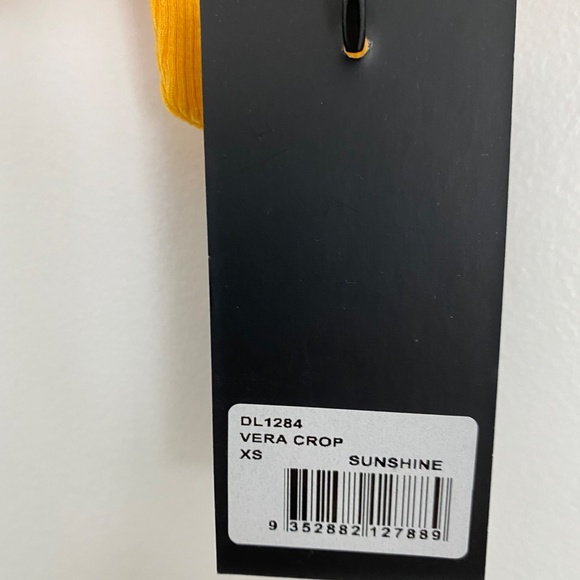 DL1284
VERA CROP
XS SUNSHINE
9 352882 127889